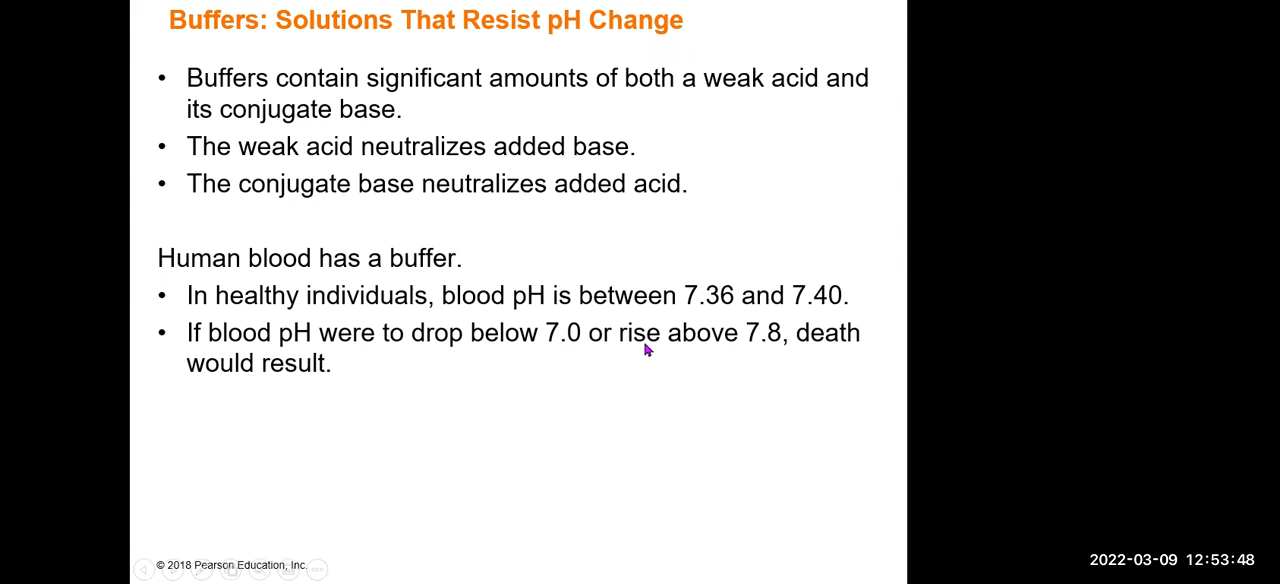 Buffers: Solutions That Resist pH Change
• Buffers contain significant amounts of both a weak acid and
its conjugate base.
• The weak acid neutralizes added base.
• The conjugate base neutralizes added acid.
Human blood has a buffer.
• In healthy individuals, blood pH is between 7.36 and 7.40.
• If blood pH were to drop below 7.0 or rise above 7.8, death
would result.
© 2018 Pearson Education, Inc.
2022-03-09 12:53:48